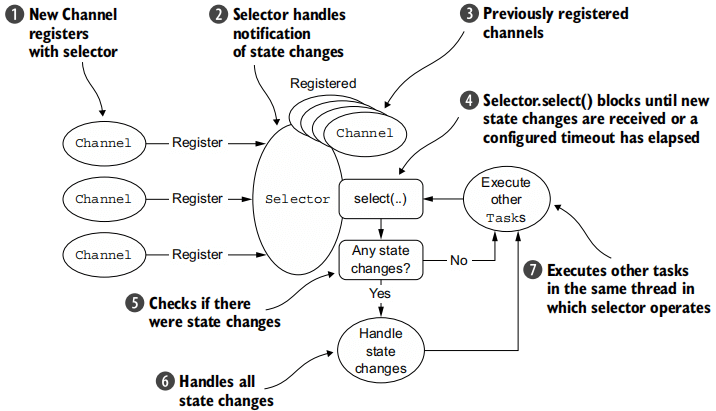 1 New Channel
registers
with selector
2 Selector handles
notification
of state changes
3 Previously registered
channels
Registered
4 Selector.select() blocks until new
state changes are received or a
configured timeout has elapsed
Channel
Channel
Register
Channel
Register
Selector
select(..)
Execute
other
Tasks
Channel
Register
Any state
changes?
No
Yes
7 Executes other tasks
in the same thread in
which selector operates
5 Checks if there
were state changes
Handle
state
changes
6 Handles all
state changes